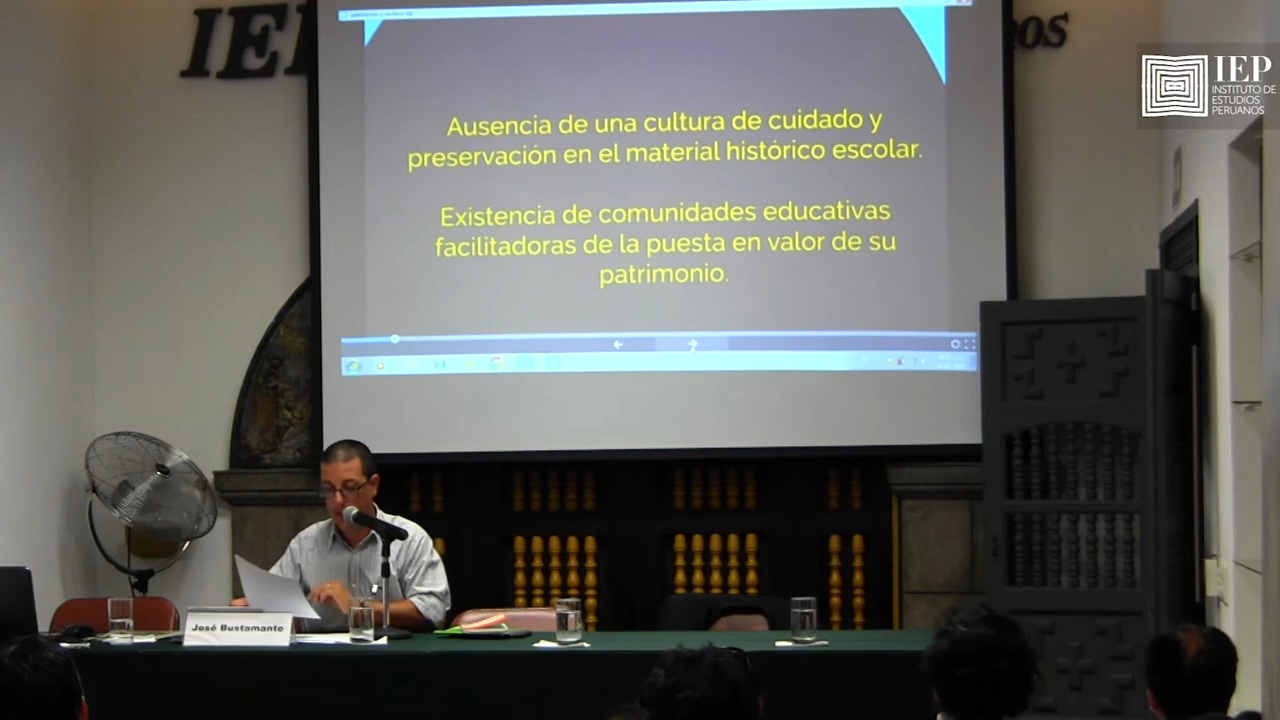 IEP
nos
IEP
INSTITUTO DE
ESTUDIOS
PERUANOS
Ausencia de una cultura de cuidado y
preservación en el material histórico escolar.
Existencia de comunidades educativas
facilitadoras de la puesta en valor de su
patrimonio.
José Bustamante